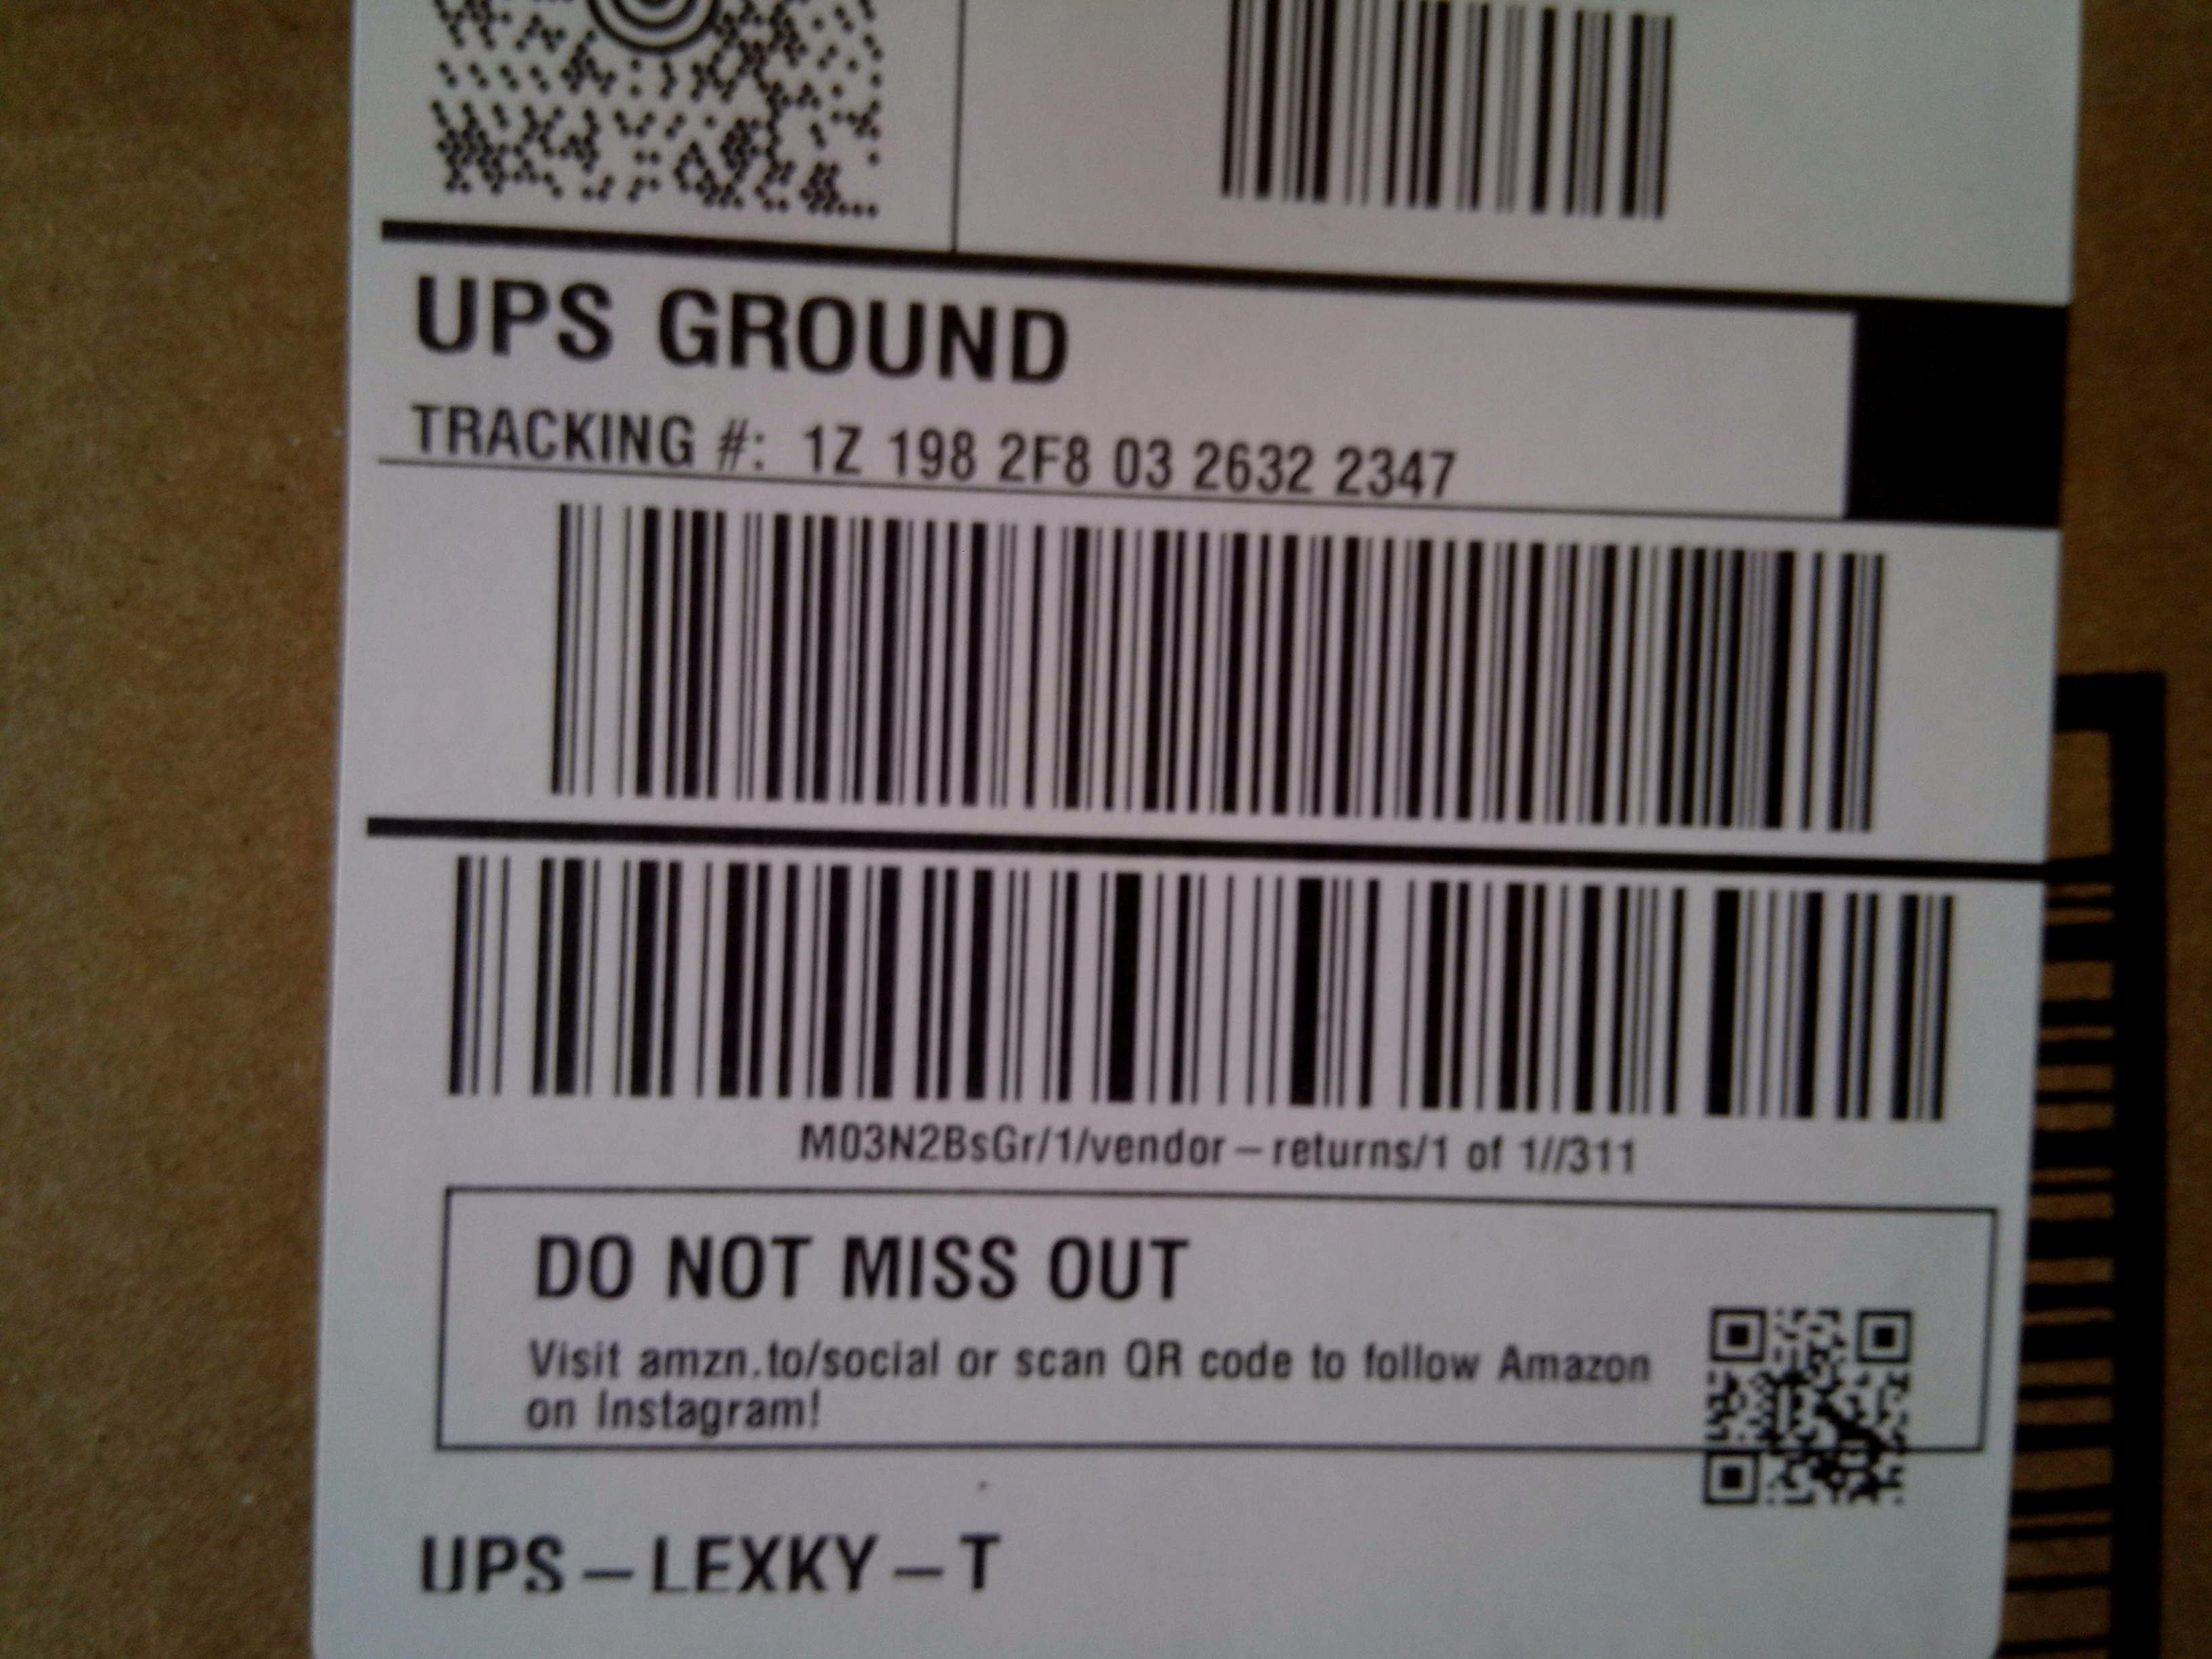 UPS GROUND
TRACKING #: 1Z 198 2F8 03 2632 2347
M03N2BsGr/1/vendor – returns/1 of 1//311
DO NOT MISS OUT
Visit amzn.to/social or scan QR code to follow Amazon
on Instagram!
UPS – LEXKY – T